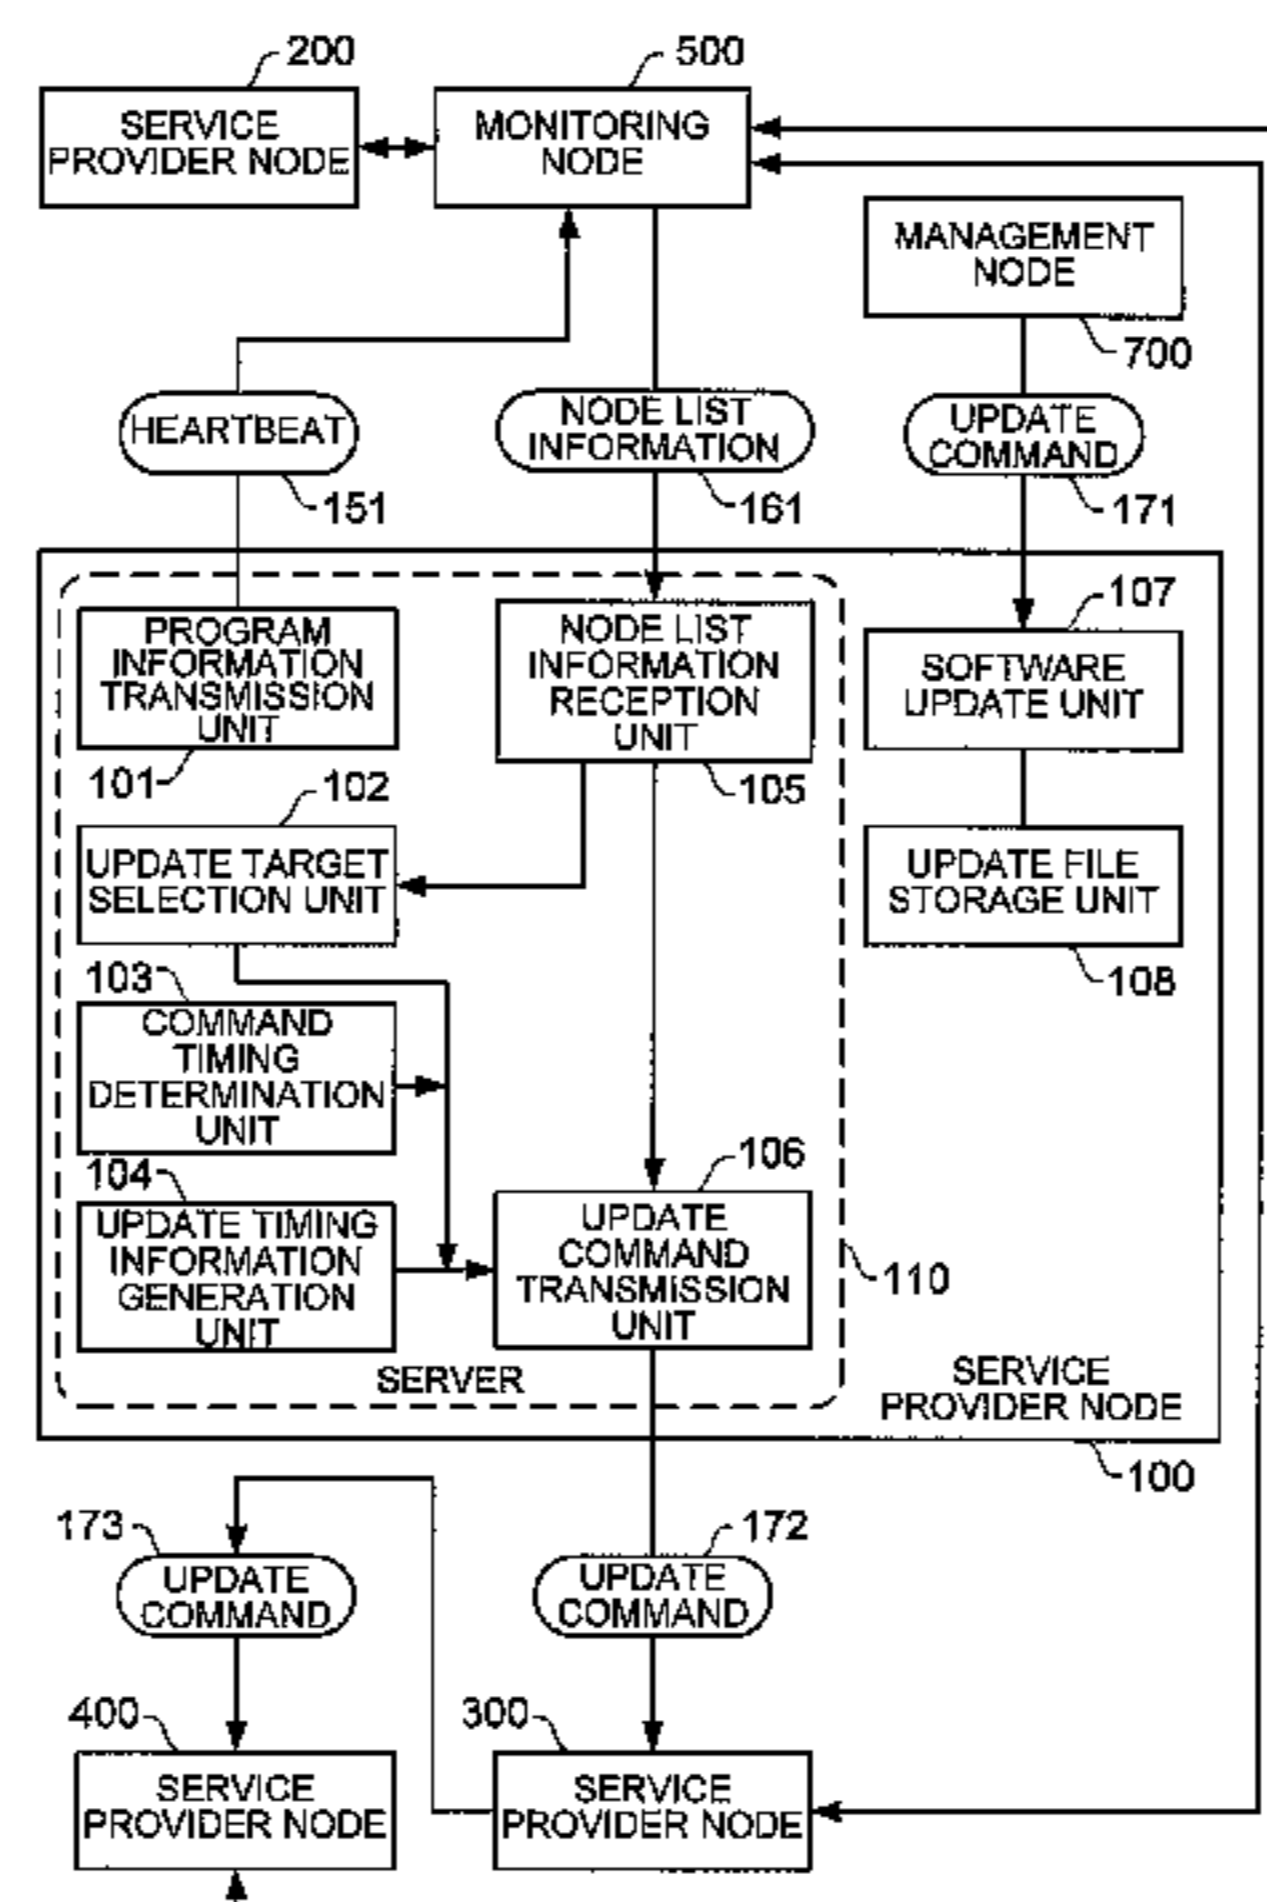 200
500
SERVICE
PROVIDER NODE
MONITORING
NODE
MANAGEMENT
NODE
700
HEARTBEAT
151
NODE LIST
INFORMATION
161
UPDATE
COMMAND
171
PROGRAM
INFORMATION
TRANSMISSION
UNIT
101
NODE LIST
INFORMATION
RECEPTION
UNIT
105
107
SOFTWARE
UPDATE UNIT
102
UPDATE TARGET
SELECTION UNIT
UPDATE FILE
STORAGE UNIT
108
103
COMMAND
TIMING
DETERMINATION
UNIT
104
UPDATE TIMING
INFORMATION
GENERATION
UNIT
106
UPDATE
COMMAND
TRANSMISSION
UNIT
110
SERVER
SERVICE
PROVIDER NODE
100
173
UPDATE
COMMAND
172
UPDATE
COMMAND
400
SERVICE
PROVIDER NODE
300
SERVICE
PROVIDER NODE